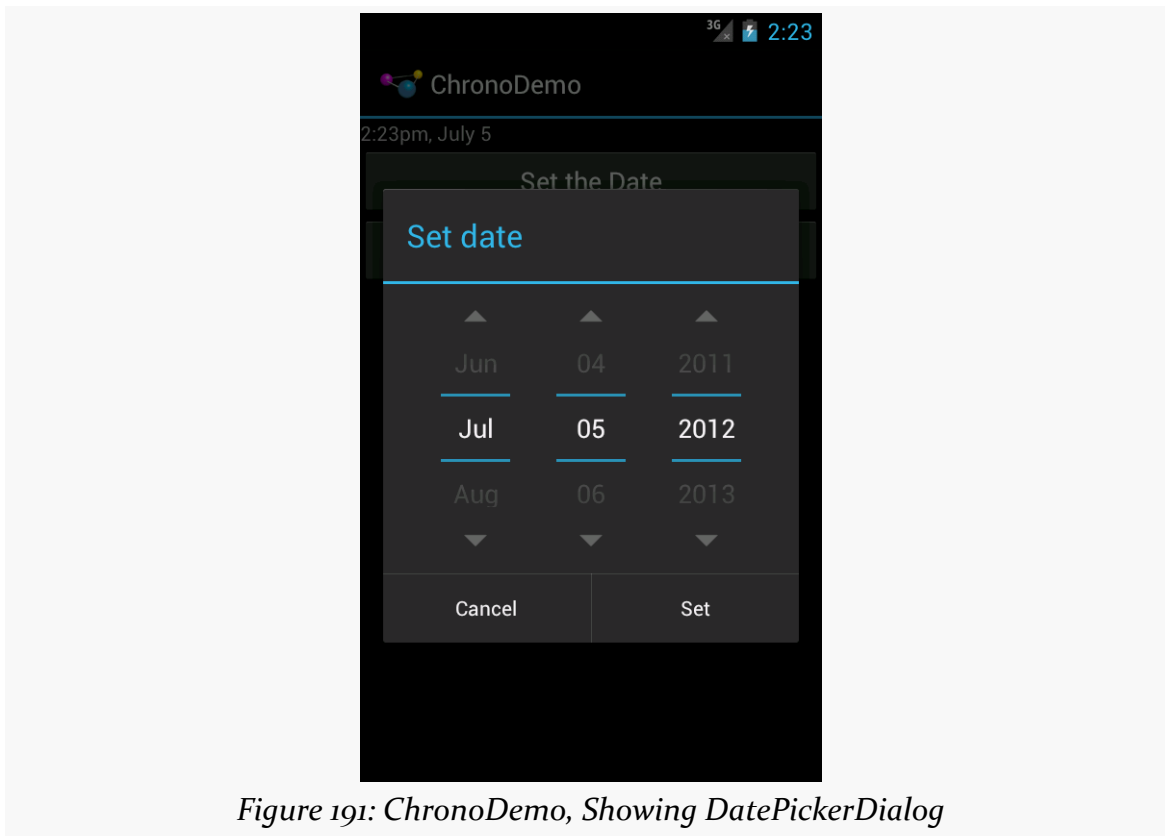 3G 2:23
ChronoDemo
2:23pm, July 5
Set the Date
Set date
Jun 04 2011
Jul 05 2012
Aug 06 2013
Cancel Set
Figure 191: ChronoDemo, Showing DatePickerDialog